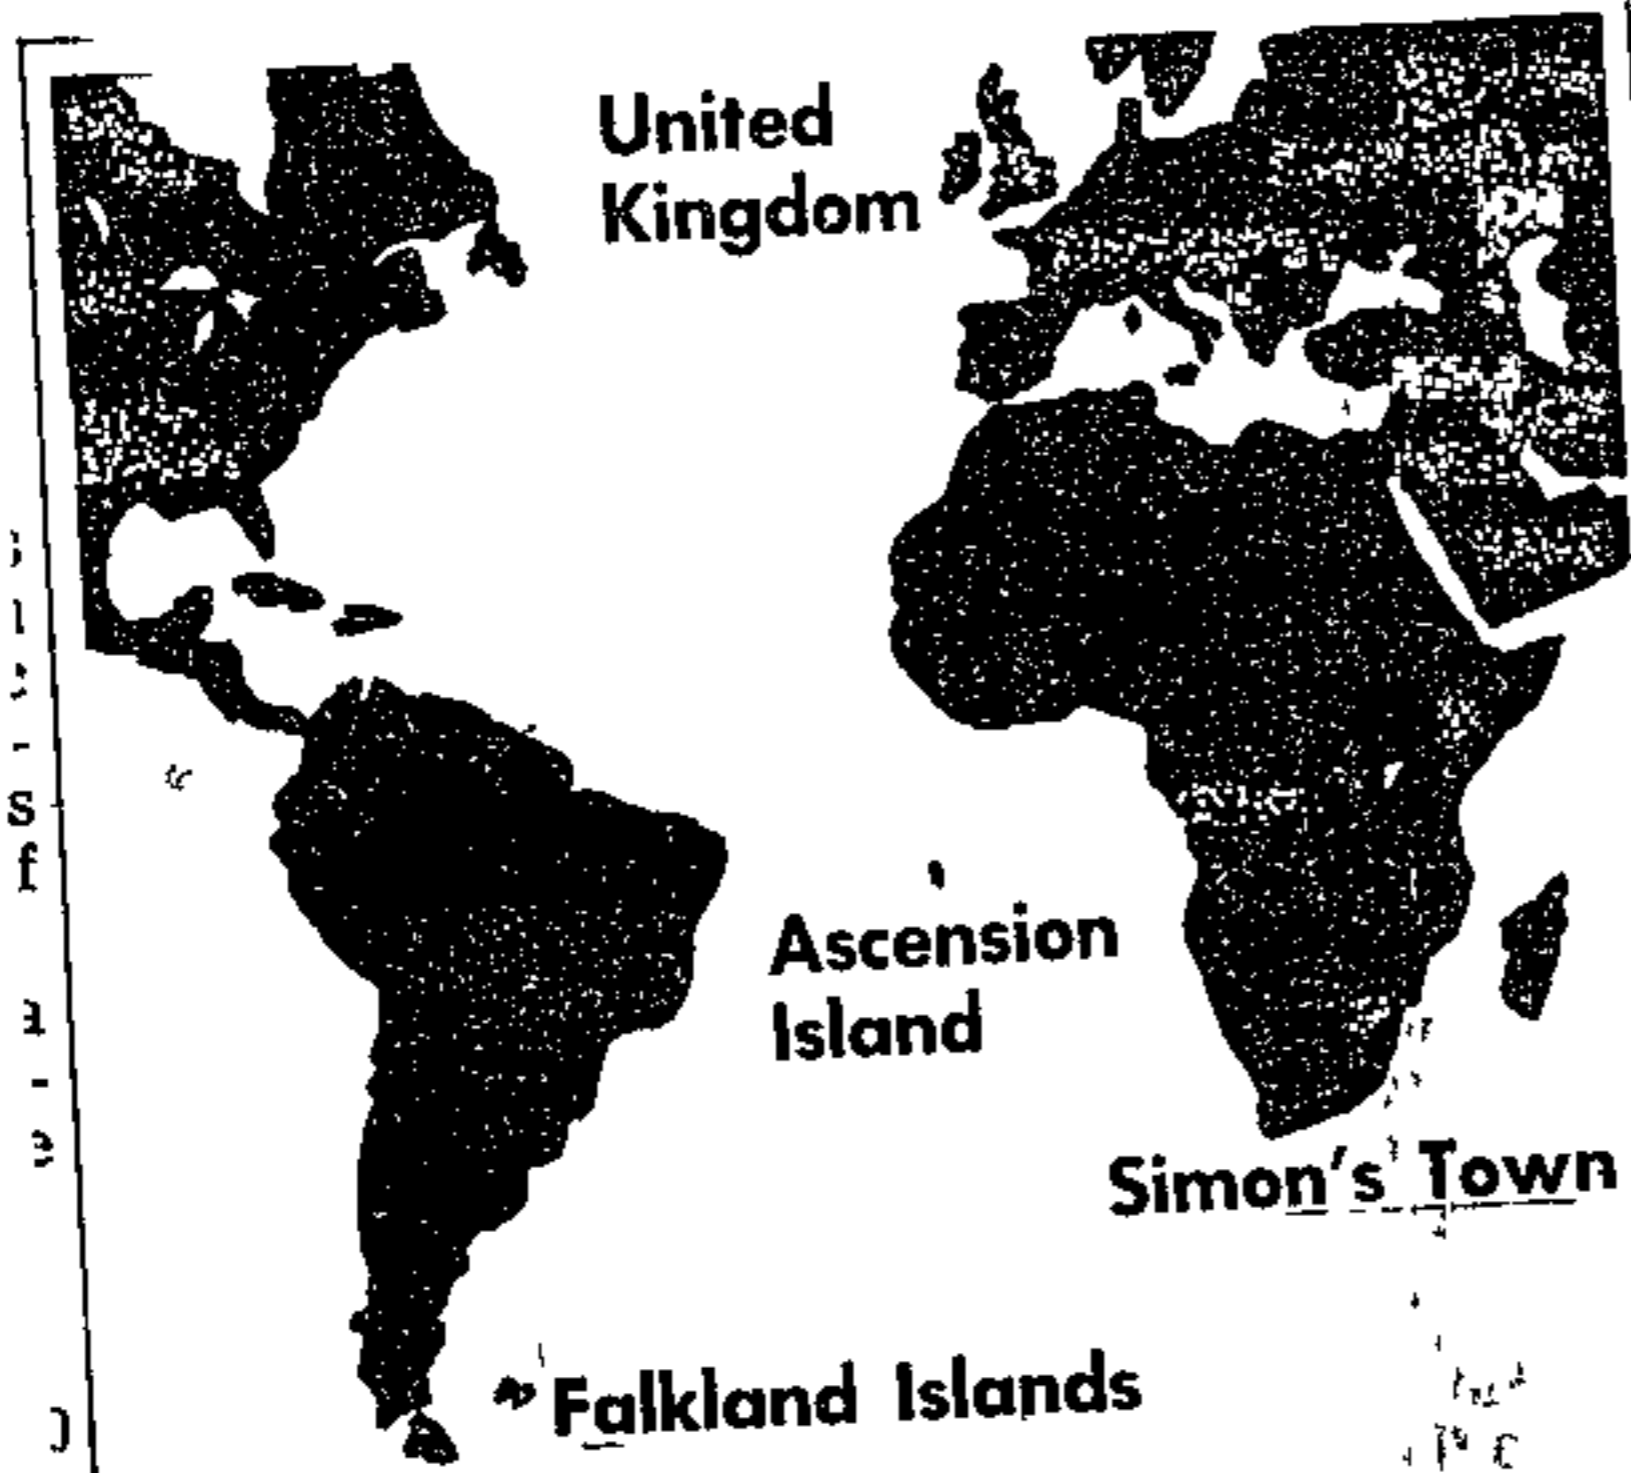 United
Kingdom
Ascension
Island
Simon's Town
Falkland Islands